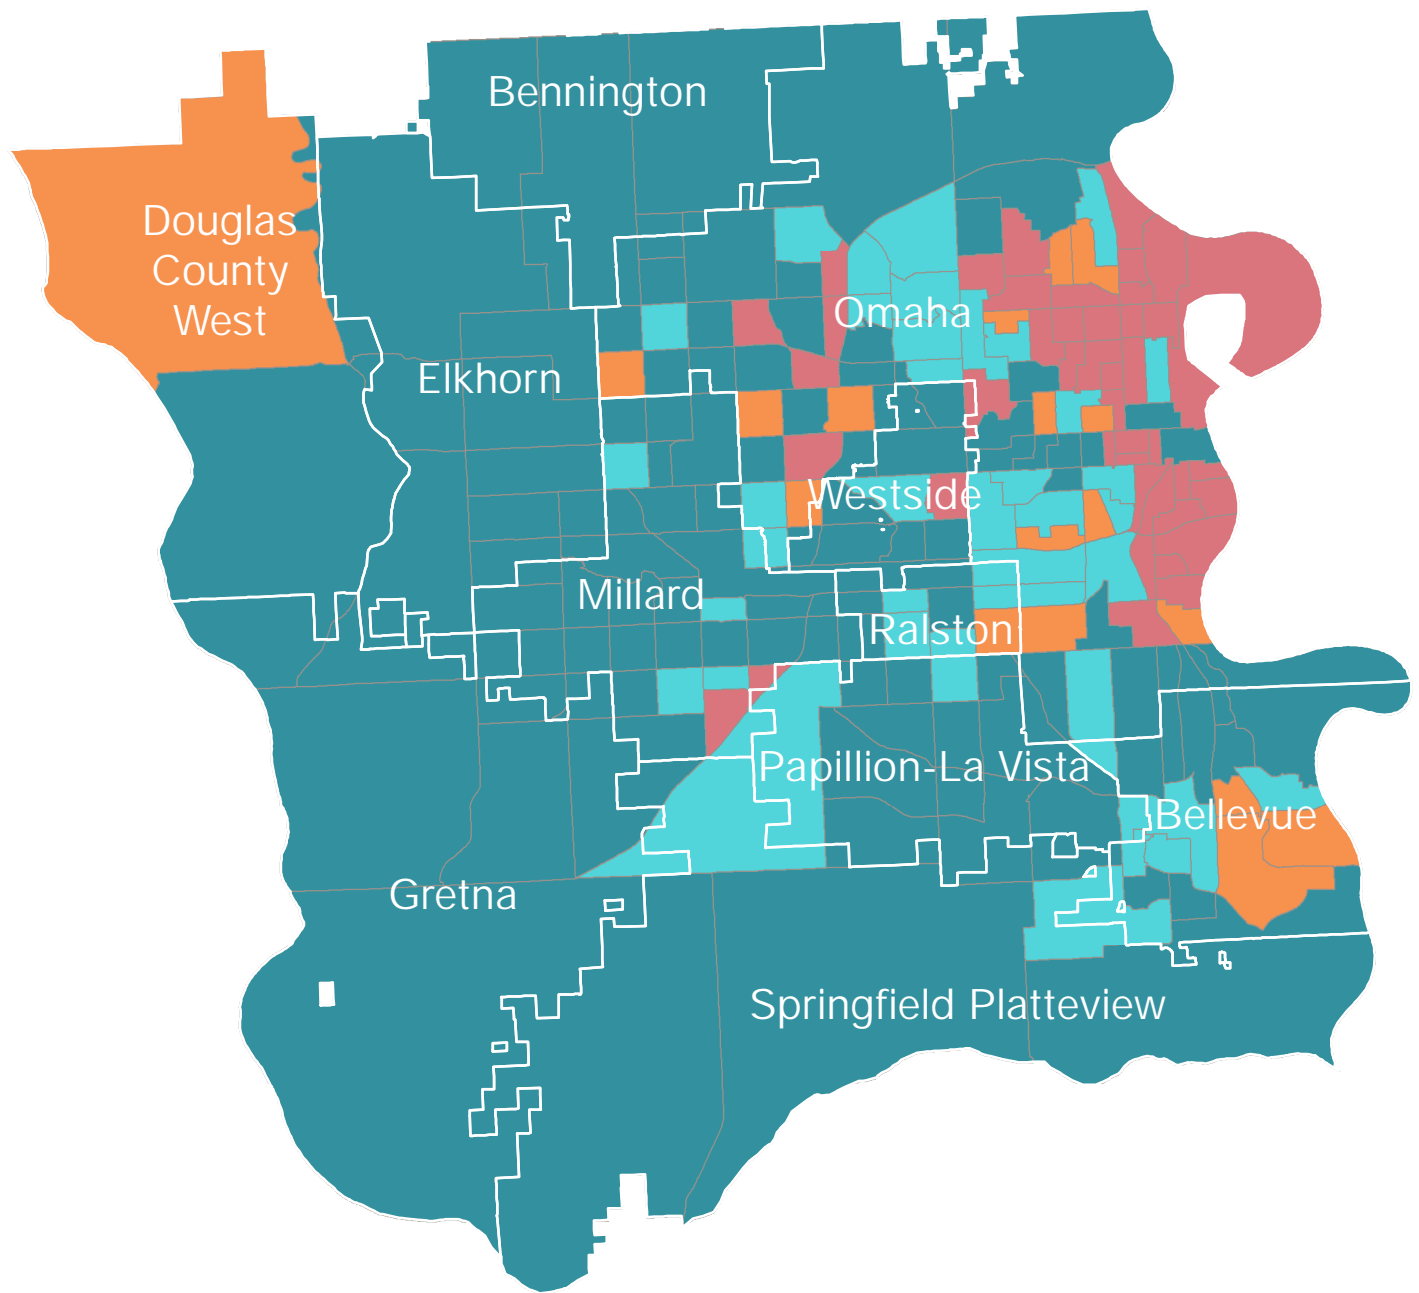 Bennington
Douglas
County
West
Omaha
Elkhorn
Westside
Millard
Ralston
Papillion-La Vista
Bellevue
Gretna
Springfield Platteview